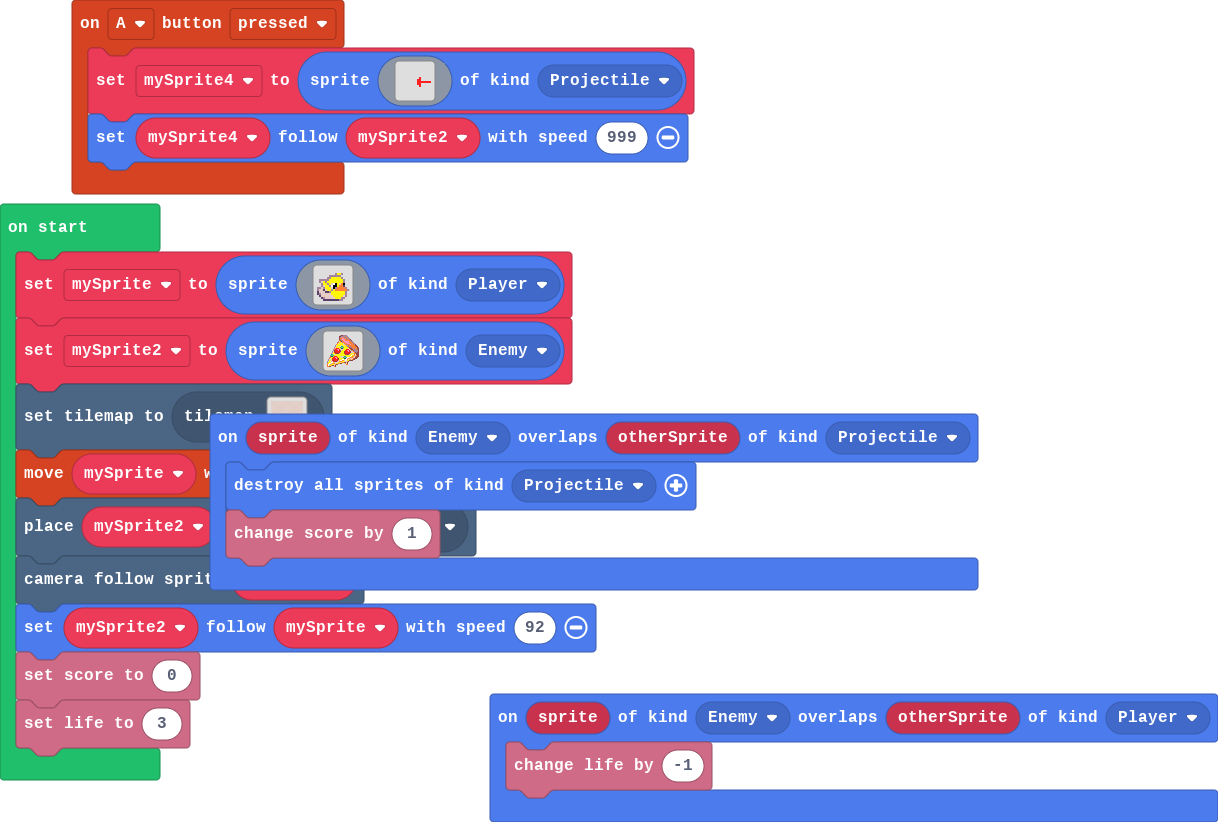 on A button pressed
set mySprite4 to sprite of kind Projectile
set mySprite4 follow mySprite2 with speed 999
on start
set mySprite to sprite of kind Player
set mySprite2 to sprite of kind Enemy
set tilemap to
on sprite of kind Enemy overlaps otherSprite of kind Projectile
move mySprite
destroy all sprites of kind Projectile
place mySprite2
change score by 1
camera follow
set mySprite2 follow mySprite with speed 92
set score to 0
set life to 3
on sprite of kind Enemy overlaps otherSprite of kind Player
change life by -1